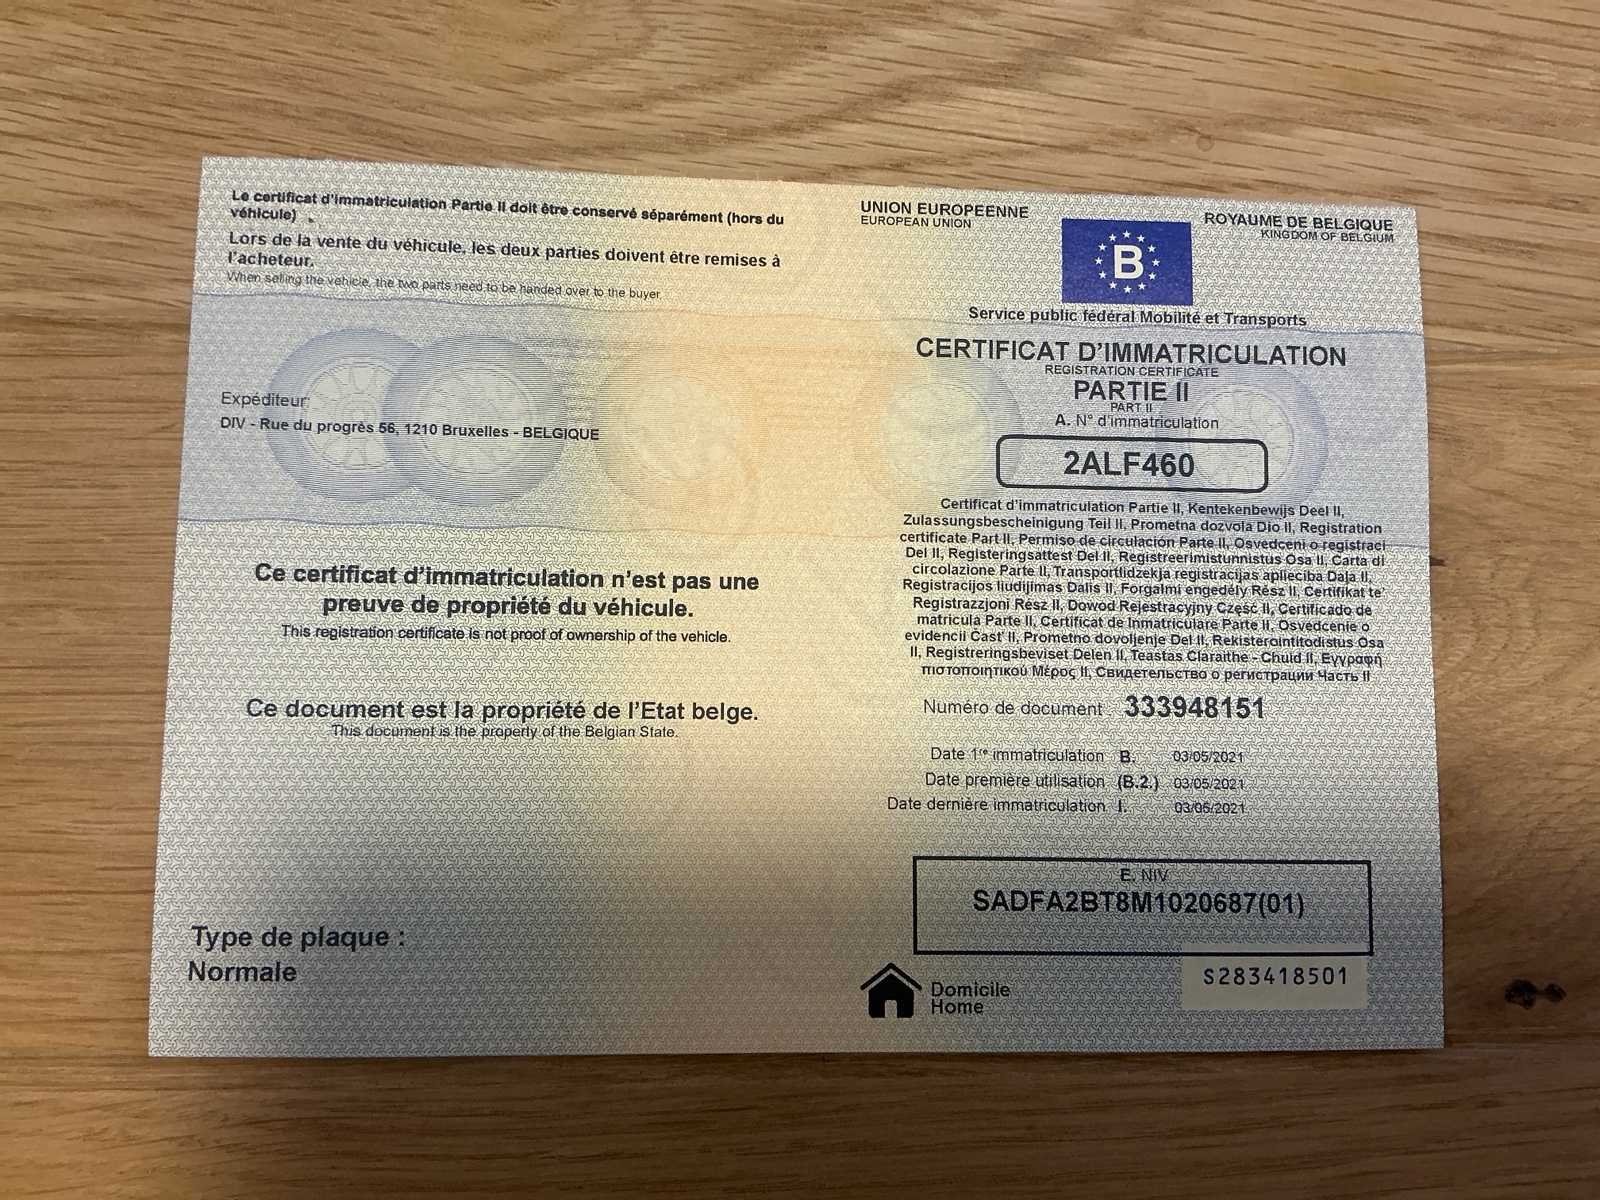 Le certificat d'immatriculation Partie II doit être conservé séparément (hors du
véhicule)
Lors de la vente du véhicule, les deux parties doivent être remises à
l'acheteur.
When selling the vehicle, the two parts need to be handed over to the buyer
Expéditeur:
DIV - Rue du progrès 56, 1210 Bruxelles - BELGIQUE
Ce certificat d'immatriculation n'est pas une
preuve de propriété du véhicule.
This registration certificate is not proof of ownership of the vehicle.
Ce document est la propriété de l'Etat belge.
This document is the property of the Belgian State.
Type de plaque :
Normale
UNION EUROPEENNE
EUROPEAN UNION
B
ROYAUME DE BELGIQUE
KINGDOM OF BELGIUM
Service public fédéral Mobilité et Transports
CERTIFICAT D'IMMATRICULATION
REGISTRATION CERTIFICATE
PARTIE II
PART II
A. N° d'immatriculation
2ALF460
Certificat d'immatriculation Partie II, Kentekenbewijs Deel II,
Zulassungsbescheinigung Teil II, Prometna dozvola Dio II, Registration
certificate Part II, Permiso de circulación Parte II, Osvedceni o registraci
Del II, Registeringsattest Del II, Registreerimistunnistus Osa II, Carta di
circolazione Parte II, Transportlidzekja registracijas aplieciba Daļa II,
Registracijos liudijimas Dalis II, Forgalmi engedély Rész II, Certifikat te'
Registrazzjoni Rész II, Dowod Rejestracyjny Część II, Certificado de
matricula Parte II, Certificat de Inmatriculare Parte II, Osvedcenie o
evidencii Časť II, Prometno dovoljenje Del II, Rekisterointitodistus Osa
II, Registreringsbeviset Delen II, Teastas Claraithe - Chuid II, Εγγραφή
πιστοποιητικού Μέρος II, Свидетельство о регистрации Часть II
Numéro de document : 333948151
Date 1re immatriculation B. 03/05/2021
Date première utilisation (B.2.) 03/05/2021
Date dernière immatriculation I. 03/05/2021
E. NIV
SADFA2BT8M1020687(01)
Domicile
Home
S283418501